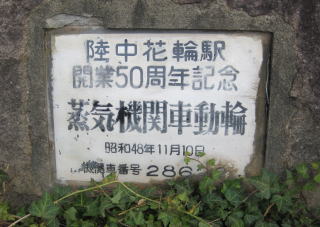 陸中花輪駅
開業50周年記念
蒸気機関車動輪
昭和48年11月10日
機関車番号 286